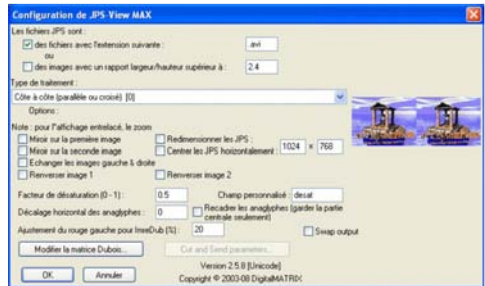 Configuration de JPS-View MAX
Les fichiers JPS sont :
des fichiers avec l'extension suivante : .avi
ou
des images avec un rapport largeur/hauteur supérieur à : 2.4
Type de traitement :
Côte à côte (parallèle ou croisé) [0]
Options :
Note : pour l'affichage entrelacé, le zoom
Miroir sur la première image Redimensionner les JPS :
Miroir sur la seconde image Centrer les JPS horizontalement : 1024 × 768
Echanger les images gauche & droite
Renverser image 1 Renverser image 2
Facteur de désaturation (0 - 1) : 0.5 Champ personnalisé : desat
Décalage horizontal des anaglyphes : 0 Recadrer les anaglyphes (garder la partie
centrale seulement)
Ajustement du rouge gauche pour ImseDub (%) : 20 Swap output
Modifier la matrice Dubois... Cut and Send parameters...
Version 2.5.8 [Unicode]
OK Annuler Copyright © 2003-08 DigitalMATRIX